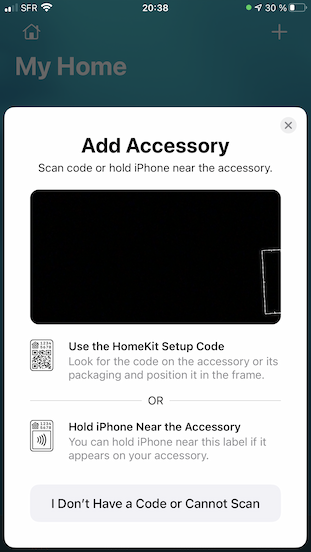 SFR 20:38 30 %
My Home
Add Accessory
Scan code or hold iPhone near the accessory.
Use the HomeKit Setup Code
Look for the code on the accessory or its
packaging and position it in the frame.
OR
Hold iPhone Near the Accessory
You can hold iPhone near this label if it
appears on your accessory.
I Don't Have a Code or Cannot Scan